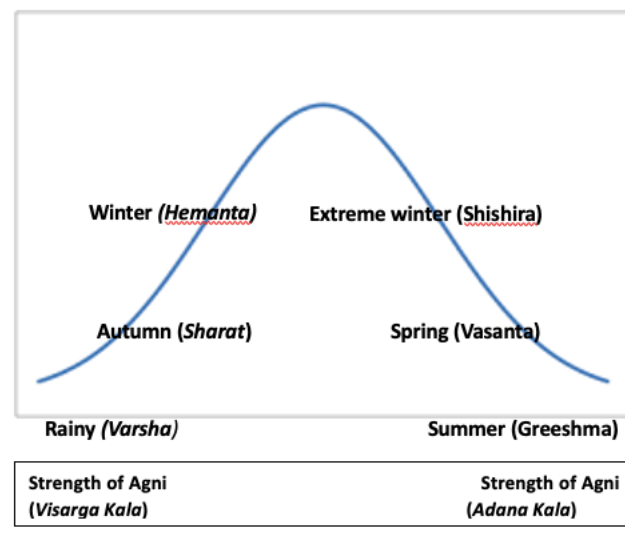 Winter (Hemanta) Extreme winter (Shishira)
Autumn (Sharat) Spring (Vasanta)
Rainy (Varsha) Summer (Greeshma)
Strength of Agni Strength of Agni
(Visarga Kala) (Adana Kala)